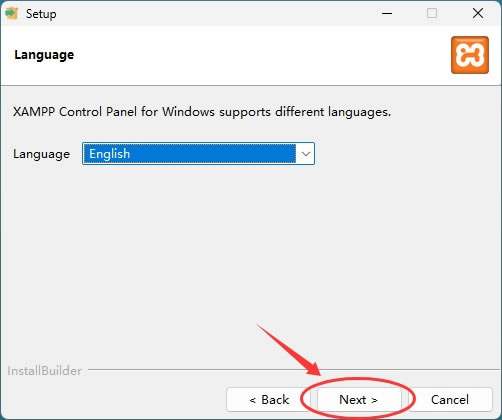 Setup
Language
XAMPP Control Panel for Windows supports different languages.
Language English
InstallBuilder
< Back Next > Cancel